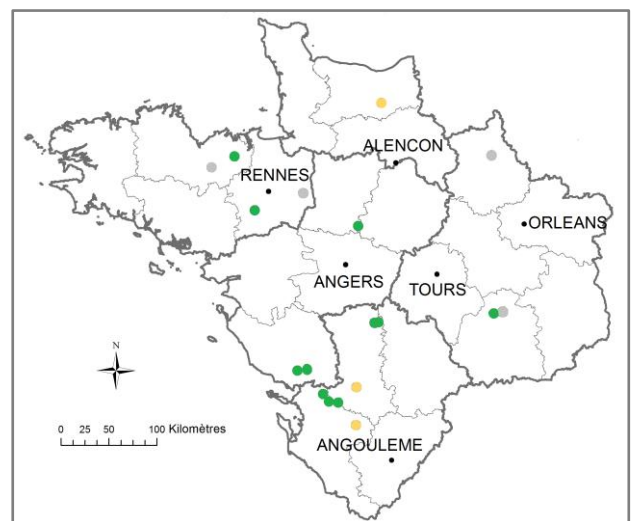 ALENCON
RENNES
ORLEANS
ANGERS
TOURS
N
0 25 50 100 Kilomètres
ANGOULEME